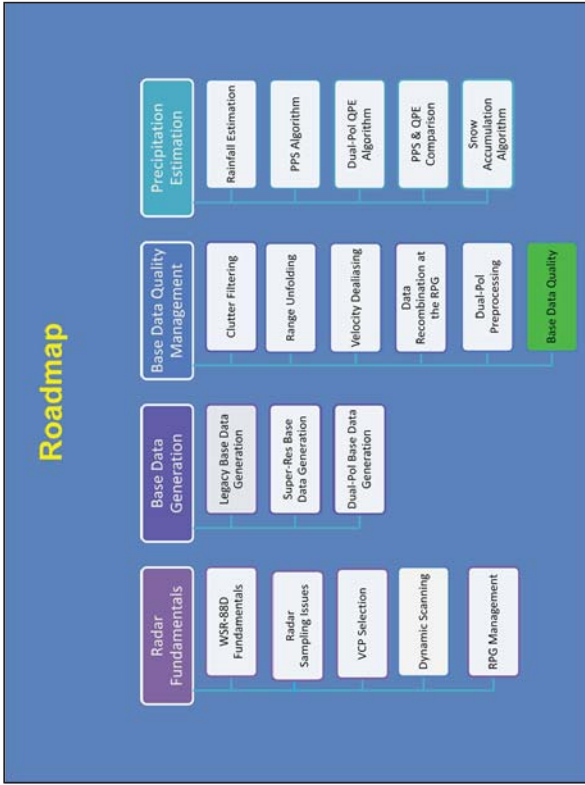 Roadmap
Radar
Fundamentals
WSR-88D
Fundamentals
Radar
Sampling Issues
VCP Selection
Dynamic Scanning
RPG Management
Base Data
Generation
Legacy Base Data
Generation
Super-Res Base
Data Generation
Dual-Pol Base Data
Generation
Base Data Quality
Management
Clutter Filtering
Range Unfolding
Velocity Dealiasing
Data
Recombination at
the RPG
Dual-Pol
Preprocessing
Base Data Quality
Precipitation
Estimation
Rainfall Estimation
PPS Algorithm
Dual-Pol QPE
Algorithm
PPS & QPE
Comparison
Snow
Accumulation
Algorithm